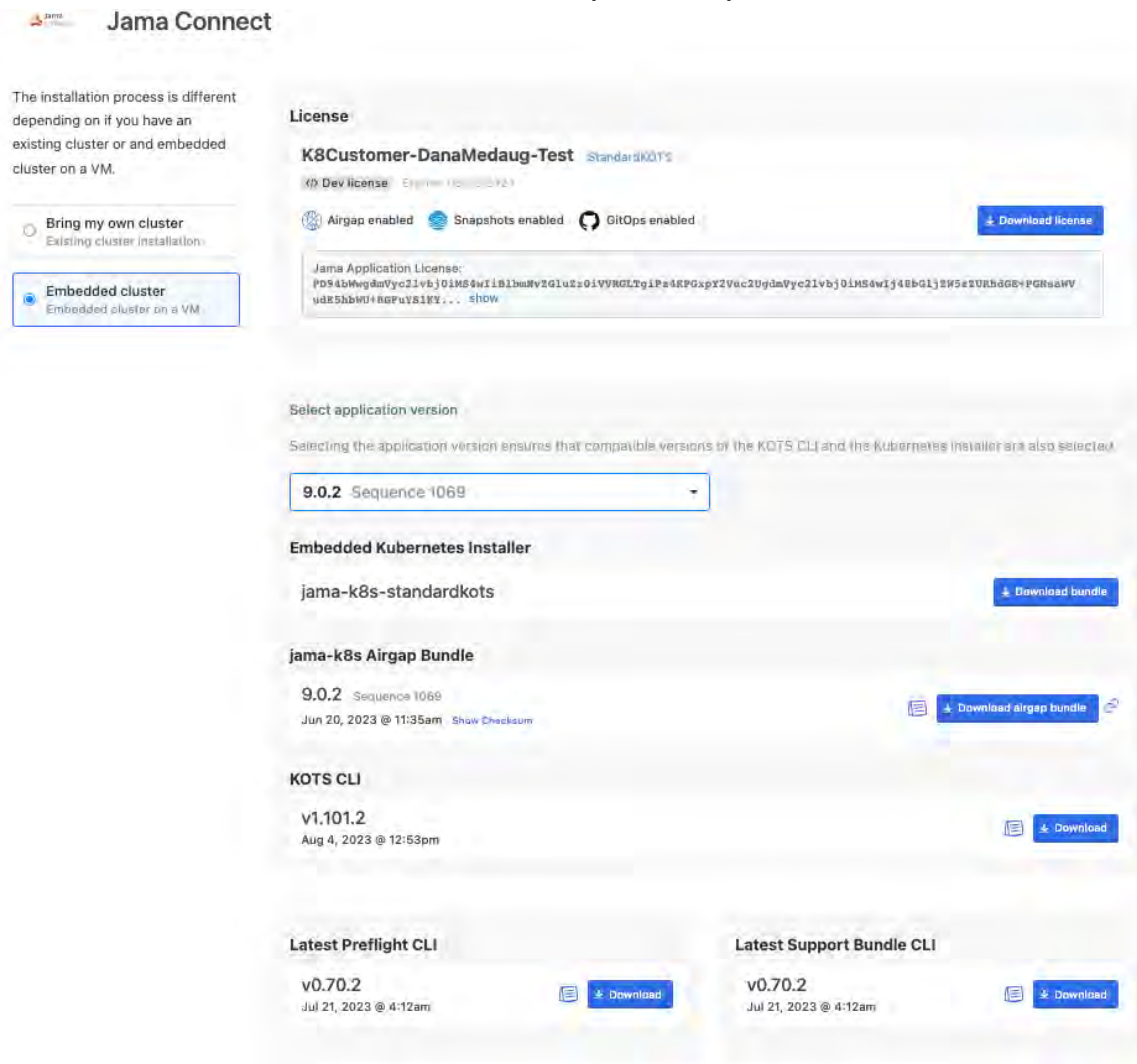 Jama Connect
The installation process is different
depending on if you have an
existing cluster or and embedded
cluster on a VM.
Bring my own cluster
Existing cluster installation
Embedded cluster
Embedded cluster on a VM
License
K8Customer-DanaMedaug-Test StandardKOTS
Dev license
Airgap enabled Snapshots enabled GitOps enabled
Download license
Jama Application License:
show
Select application version
Selecting the application version ensures that compatible versions of the KOTS CLI and the Kubernetes installer are also selected.
9.0.2 Sequence 1069
Embedded Kubernetes Installer
jama-k8s-standardkots
Download bundle
jama-k8s Airgap Bundle
9.0.2 Sequence 1069
Jun 20, 2023 @ 11:35am Show Checksum
Download airgap bundle
KOTS CLI
v1.101.2
Aug 4, 2023 @ 12:53pm
Download
Latest Preflight CLI
v0.70.2
Jul 21, 2023 @ 4:12am
Download
Latest Support Bundle CLI
v0.70.2
Jul 21, 2023 @ 4:12am
Download